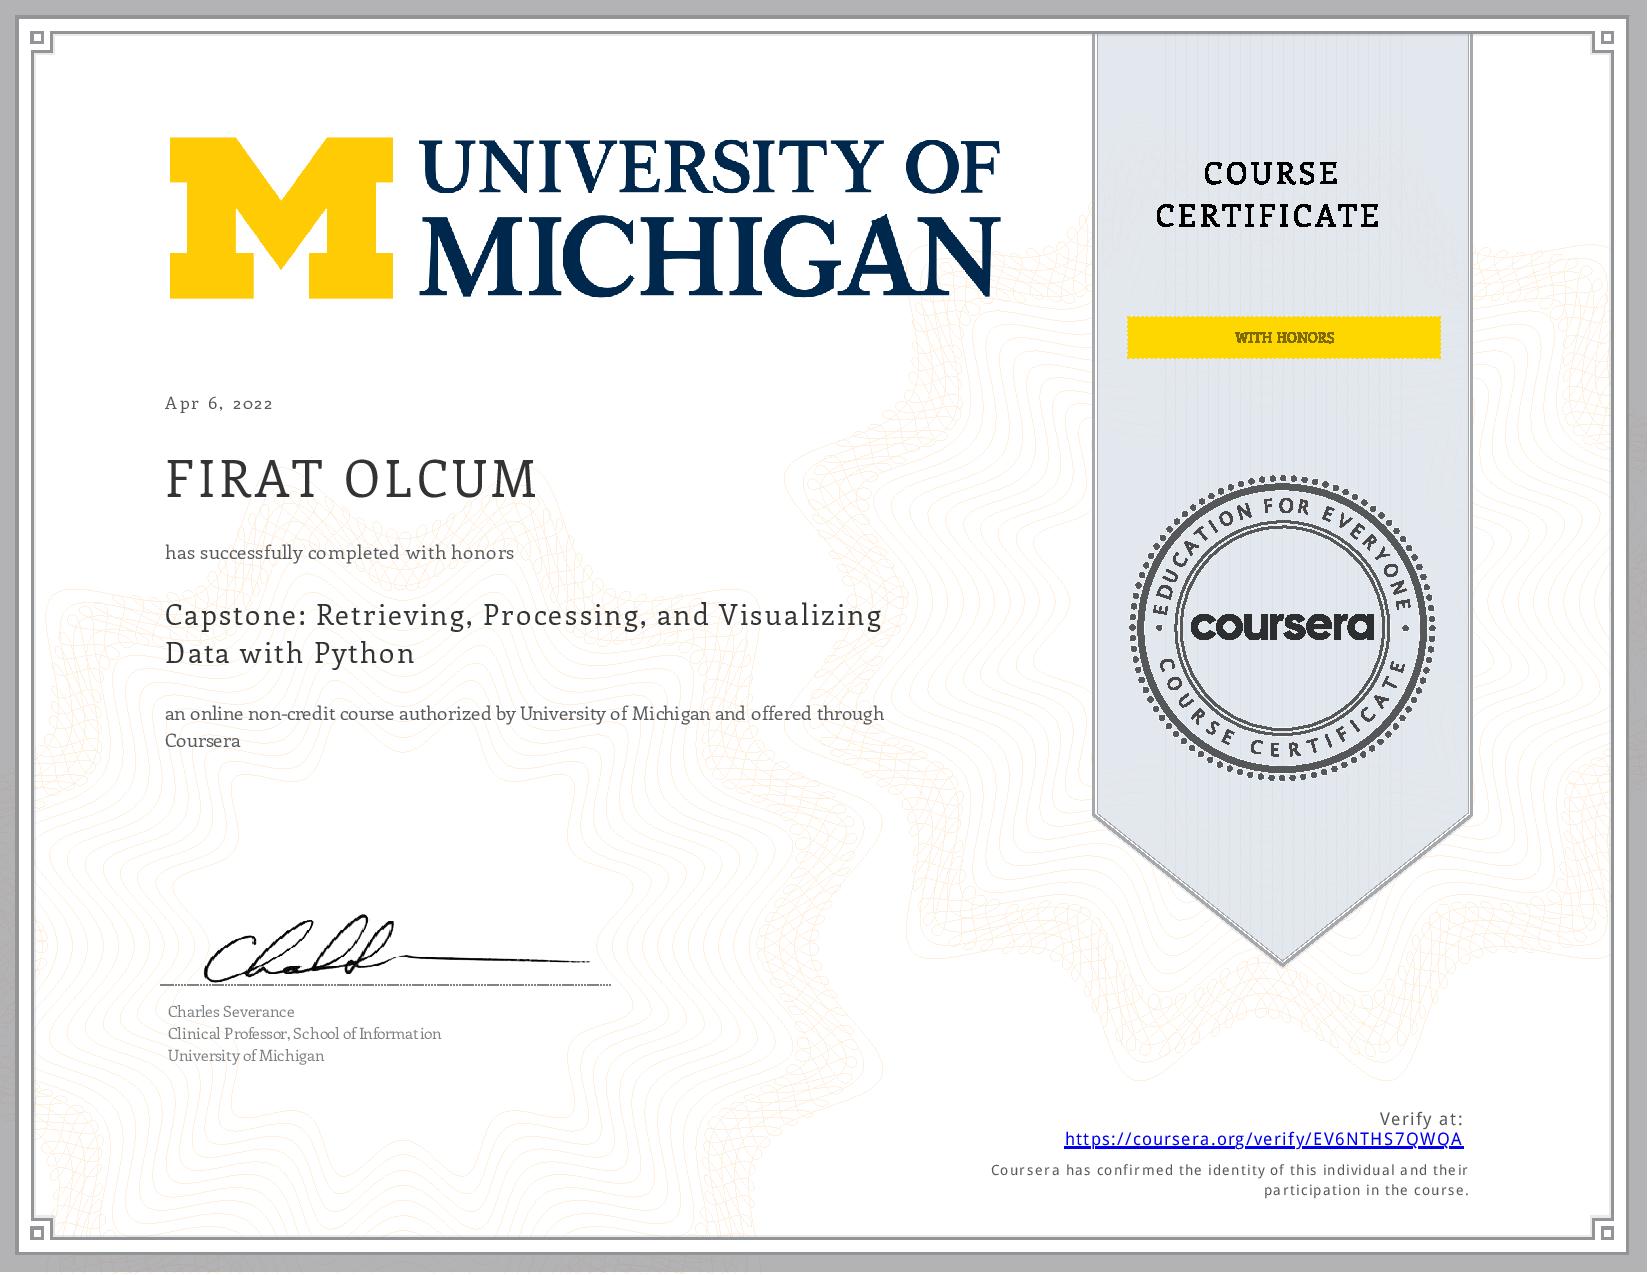 UNIVERSITY OF
MICHIGAN
COURSE
CERTIFICATE
WITH HONORS
Apr 6, 2022
FIRAT OLCUM
has successfully completed with honors
Capstone: Retrieving, Processing, and Visualizing
Data with Python
an online non-credit course authorized by University of Michigan and offered through
Coursera
EDUCATION FOR EVERYONE
coursera
COURSE CERTIFICATE
Charles Severance
Clinical Professor, School of Information
University of Michigan
Verify at:
https://coursera.org/verify/EV6NTHS7QWQA
Coursera has confirmed the identity of this individual and their
participation in the course.